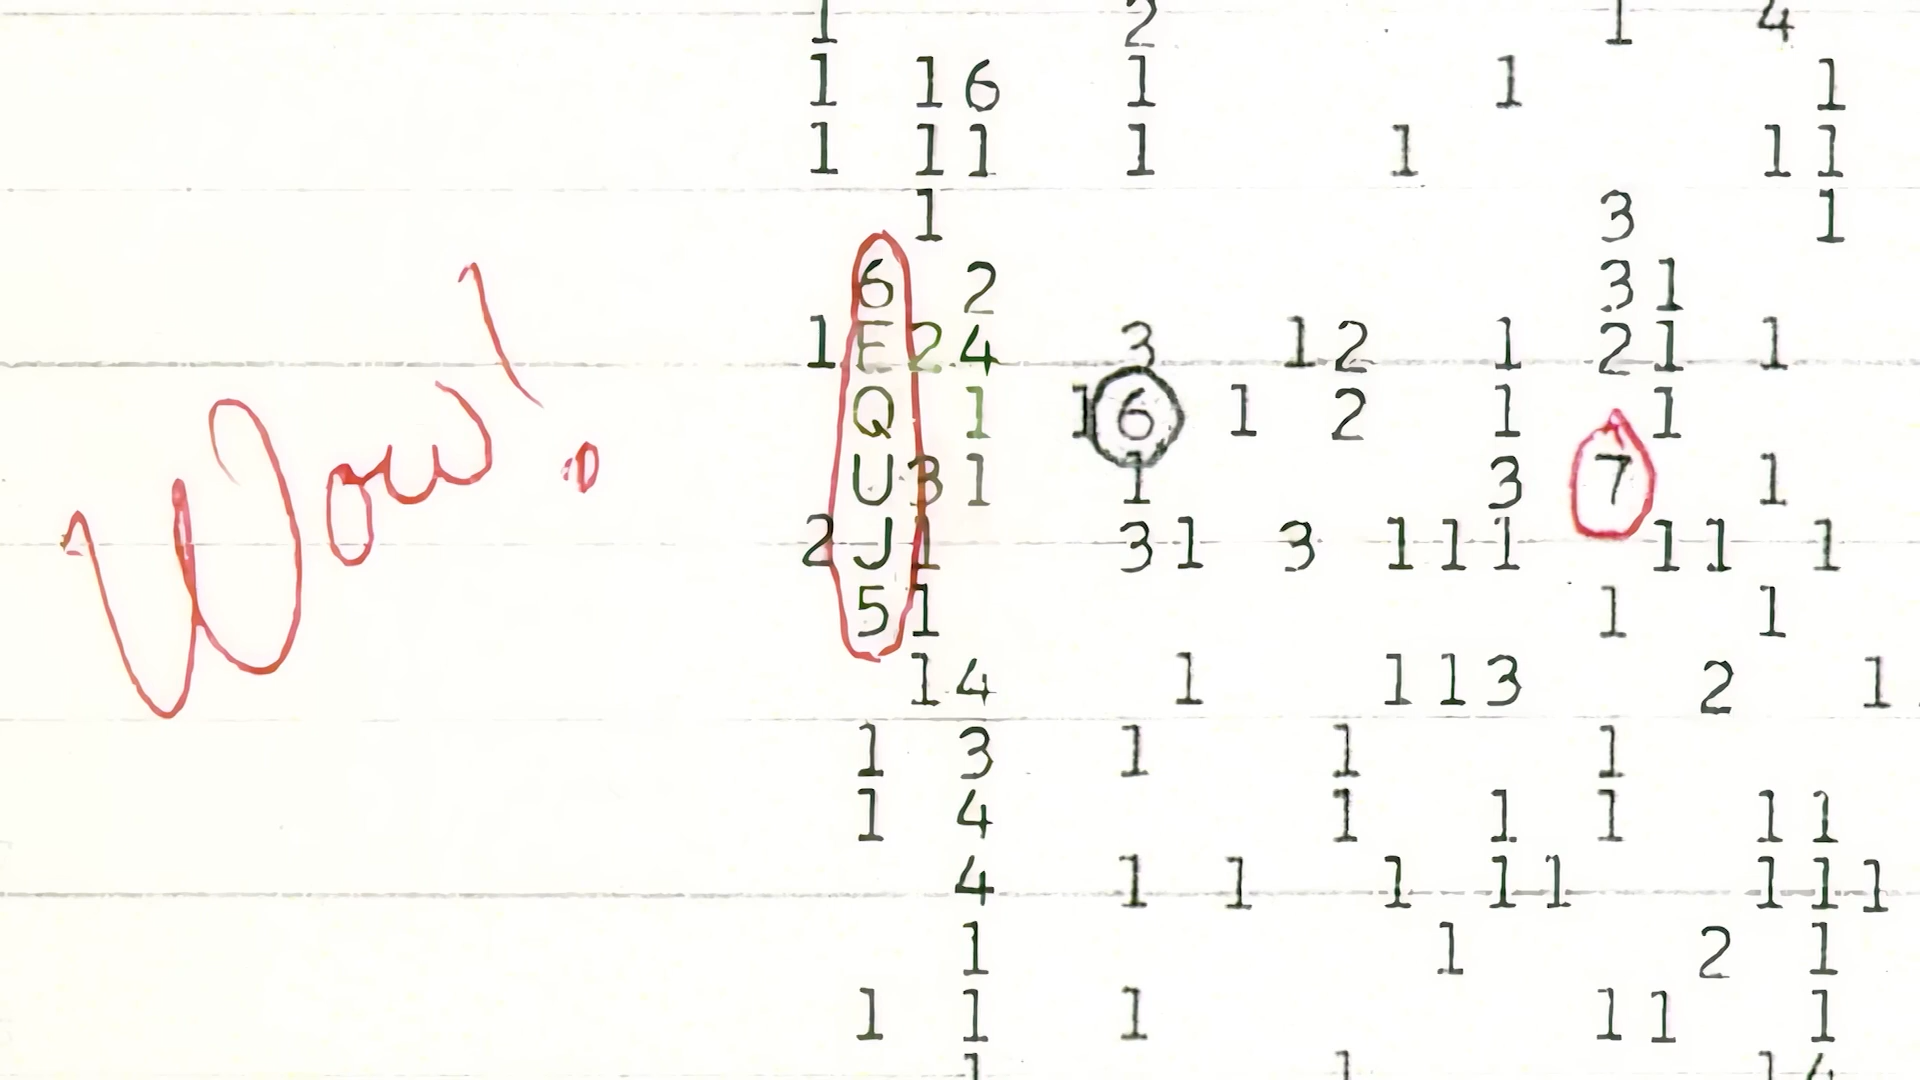 1 2 1 4
1 16 1 1 1
1 11 1 1 11
1 3 1
6 2 31
1E24 3 12 1 21 1
Q 1 16 1 2 1 1
U31 1 3 7 1
2J1 31 3 111 11 1
51 1 1
14 1 113 2 1
1 3 1 1 1
1 4 1 1 1 11
4 1 1 1 11 111
1 1 2 1
1 1 1 11 1
1 1 14
Wow!